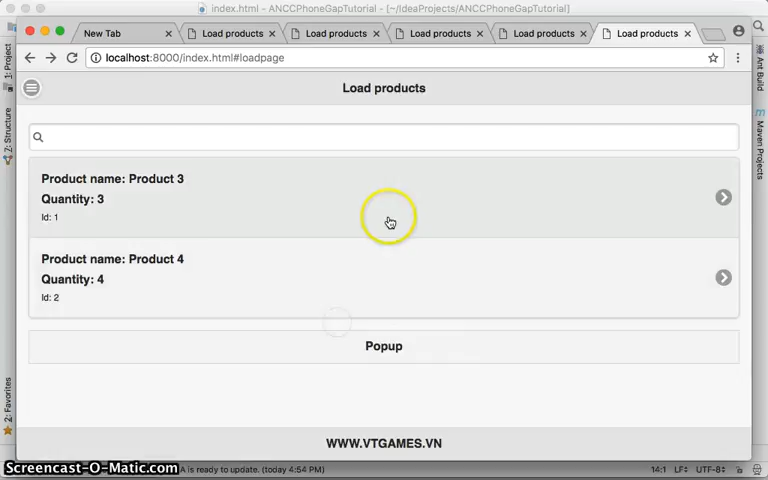 index.html - ANCCPhoneGapTutorial - [~/IdeaProjects/ANCCPhoneGapTutorial]
New Tab
Load products
Load products
Load products
Load products
Load products
localhost:8000/index.html#loadpage
Load products
Product name: Product 3
Quantity: 3
Id: 1
Product name: Product 4
Quantity: 4
Id: 2
Popup
WWW.VTGAMES.VN
1: Project
7: Structure
2: Favorites
Ant Build
Maven Projects
Screencast-O-Matic.com
A is ready to update. (today 4:54 PM)
14:1 LF÷ UTF-8÷